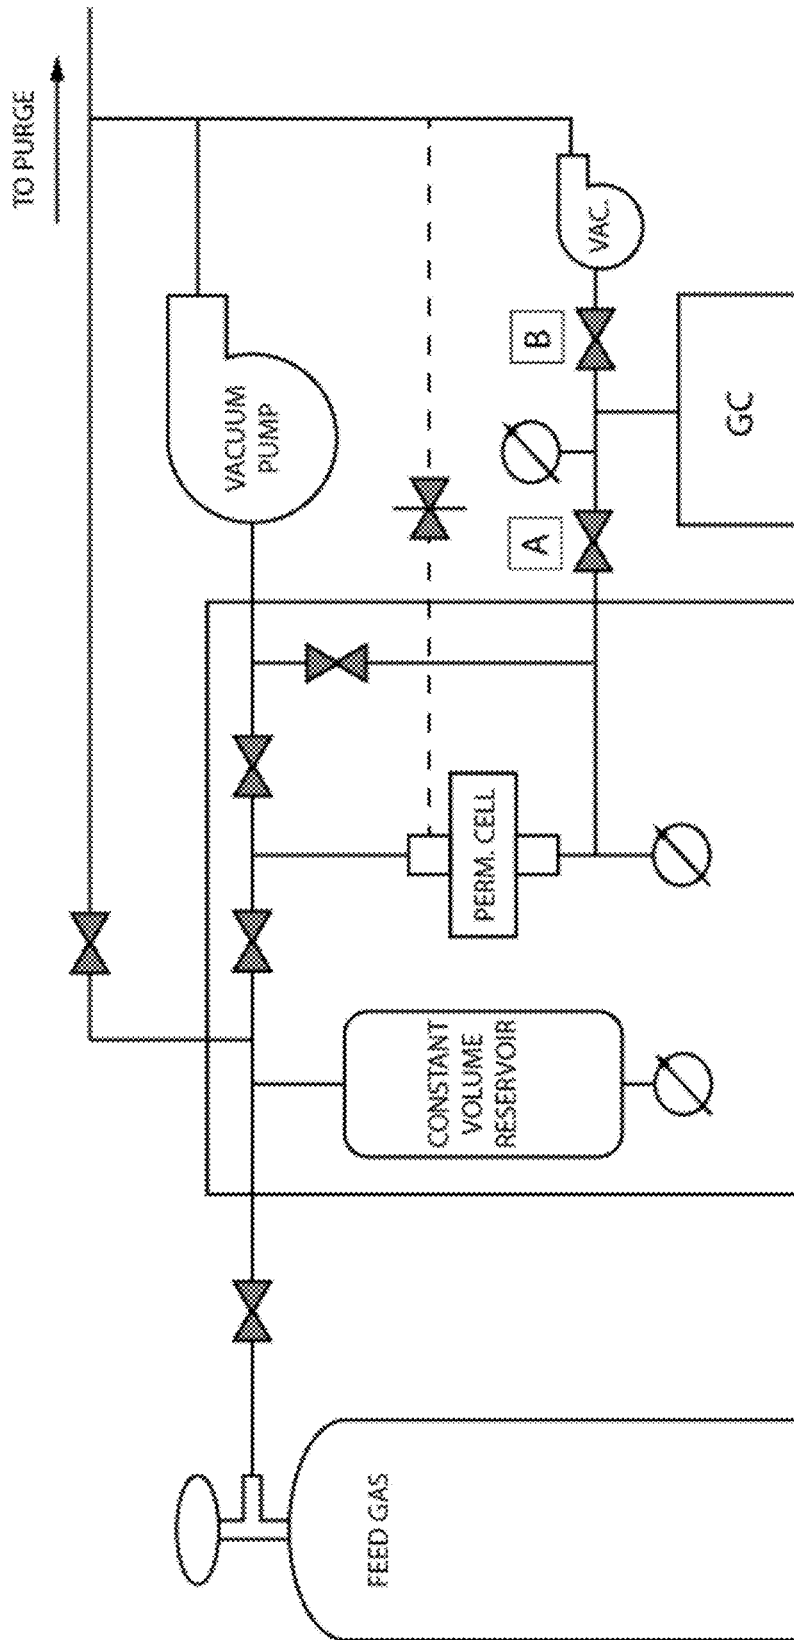 TO PURGE
VACUUM
PUMP
VAC.
B
A
GC
PERM. CELL
CONSTANT
VOLUME
RESERVOIR
FEED GAS